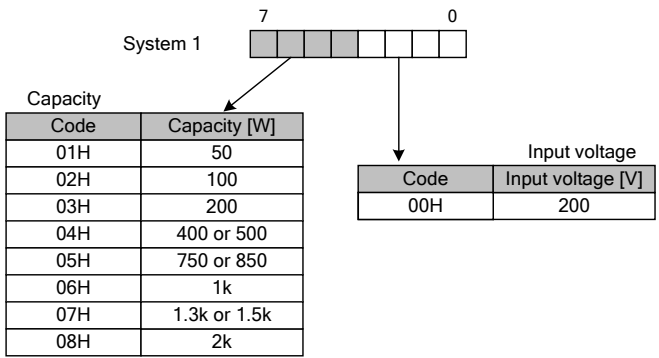 7 0
System 1
Capacity
Code Capacity [W]
01H 50
02H 100
03H 200
04H 400 or 500
05H 750 or 850
06H 1k
07H 1.3k or 1.5k
08H 2k
Input voltage
Code Input voltage [V]
00H 200